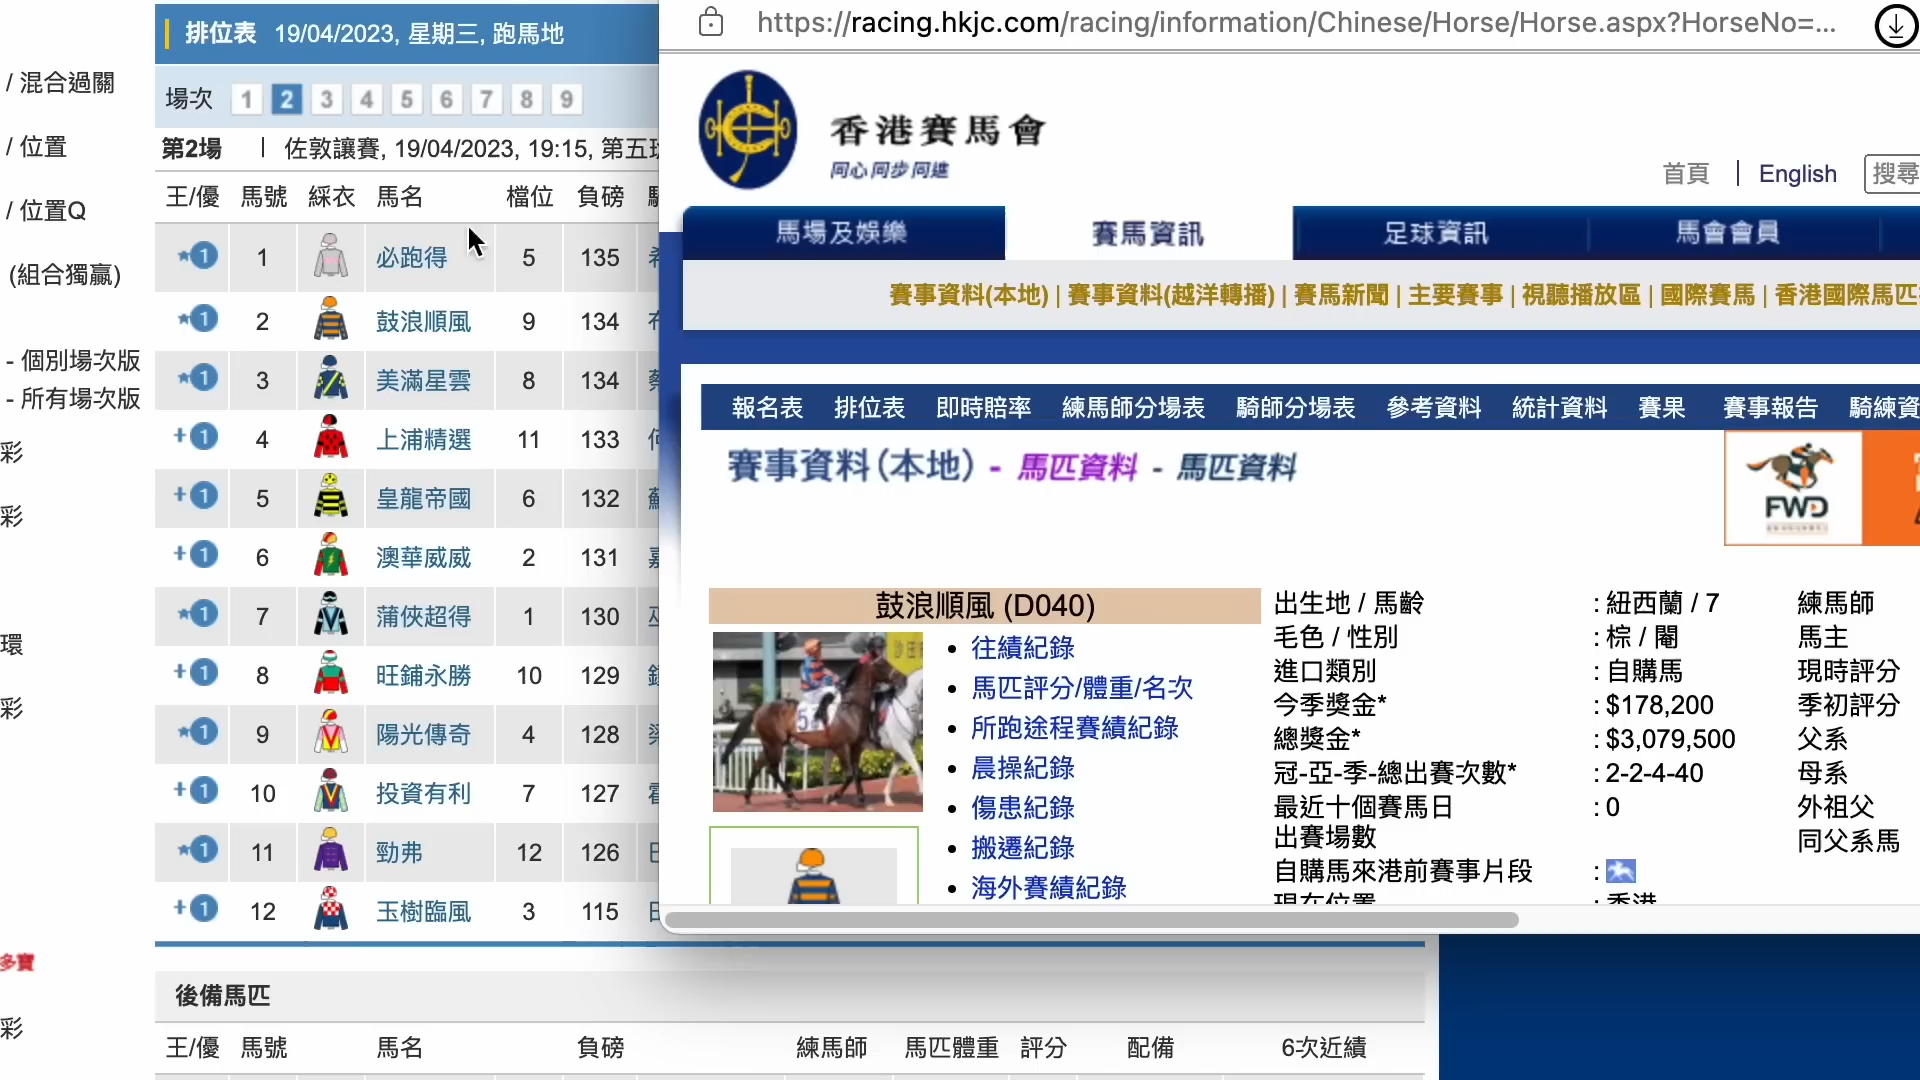 排位表 19/04/2023, 星期三, 跑馬地
/ 混合過關
/ 位置
/ 位置Q
(組合獨贏)
- 個別場次版
- 所有場次版
彩
彩
環
彩
多寶
彩
場次 1 2 3 4 5 6 7 8 9
第2場 | 佐敦讓賽, 19/04/2023, 19:15, 第五
王/優 馬號 綵衣 馬名 檔位 負磅
★1 1 必跑得 5 135
★1 2 鼓浪順風 9 134
★1 3 美滿星雲 8 134
+1 4 上浦精選 11 133
+1 5 皇龍帝國 6 132
+1 6 澳華威威 2 131
★1 7 蒲俠超得 1 130
+1 8 旺鋪永勝 10 129
★1 9 陽光傳奇 4 128
+1 10 投資有利 7 127
★1 11 勁弗 12 126
+1 12 玉樹臨風 3 115
後備馬匹
王/優 馬號 馬名 負磅 練馬師 馬匹體重 評分 配備 6次近績
https://racing.hkjc.com/racing/information/Chinese/Horse/Horse.aspx?HorseNo=...
香港賽馬會
同心同步同進
首頁 | English 搜尋
馬場及娛樂 賽馬資訊 足球資訊 馬會會員
賽事資料(本地) | 賽事資料(越洋轉播) | 賽馬新聞 | 主要賽事 | 視聽播放區 | 國際賽馬 | 香港國際馬匹
報名表 排位表 即時賠率 練馬師分場表 騎師分場表 參考資料 統計資料 賽果 賽事報告 騎練資
賽事資料(本地) - 馬匹資料 - 馬匹資料
FWD
鼓浪順風 (D040)
• 往績紀錄
• 馬匹評分/體重/名次
• 所跑途程賽績紀錄
• 晨操紀錄
• 傷患紀錄
• 搬遷紀錄
• 海外賽績紀錄
出生地 / 馬齡 : 紐西蘭 / 7 練馬師
毛色 / 性別 : 棕 / 閹 馬主
進口類別 : 自購馬 現時評分
今季獎金* : $178,200 季初評分
總獎金* : $3,079,500 父系
冠-亞-季-總出賽次數* : 2-2-4-40 母系
最近十個賽馬日 : 0 外祖父
出賽場數 同父系馬
自購馬來港前賽事片段 :
現在位置 : 香港